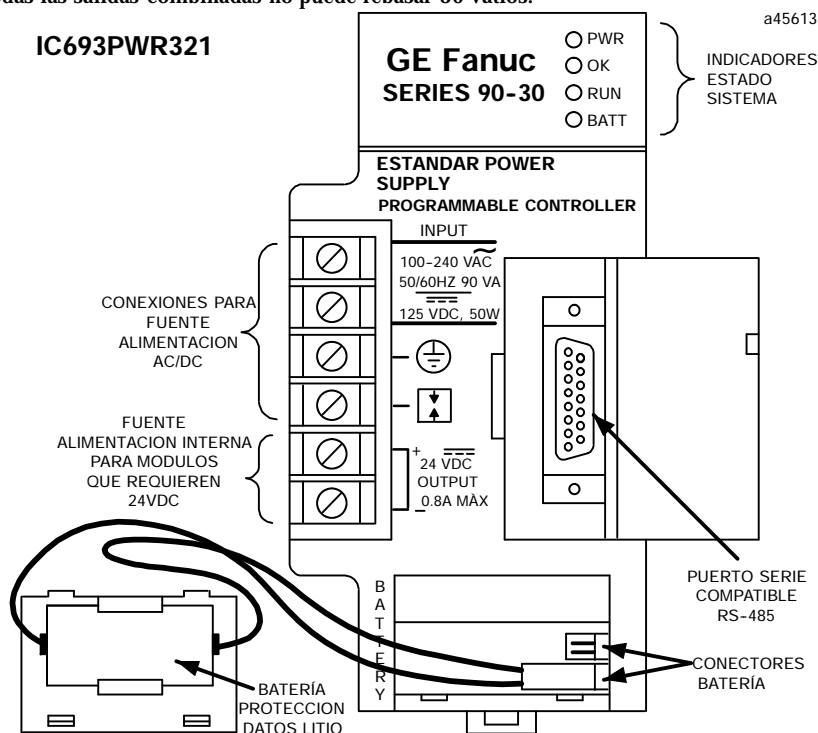 todas las salidas combinadas no puede rebasar 30 vatios.
a45613
IC693PWR321
GE Fanuc
SERIES 90-30
PWR
OK
RUN
BATT
INDICADORES
ESTADO
SISTEMA
ESTANDAR POWER
SUPPLY
PROGRAMMABLE CONTROLLER
INPUT
100-240 VAC
50/60HZ 90 VA
125 VDC, 50W
CONEXIONES PARA
FUENTE
ALIMENTACION
AC/DC
FUENTE
ALIMENTACION INTERNA
PARA MODULOS
QUE REQUIEREN
24VDC
+
24 VDC
OUTPUT
0.8A MÀX
-
PUERTO SERIE
COMPATIBLE
RS-485
BATTERY
CONECTORES
BATERÍA
BATERÍA
PROTECCION
DATOS LITIO